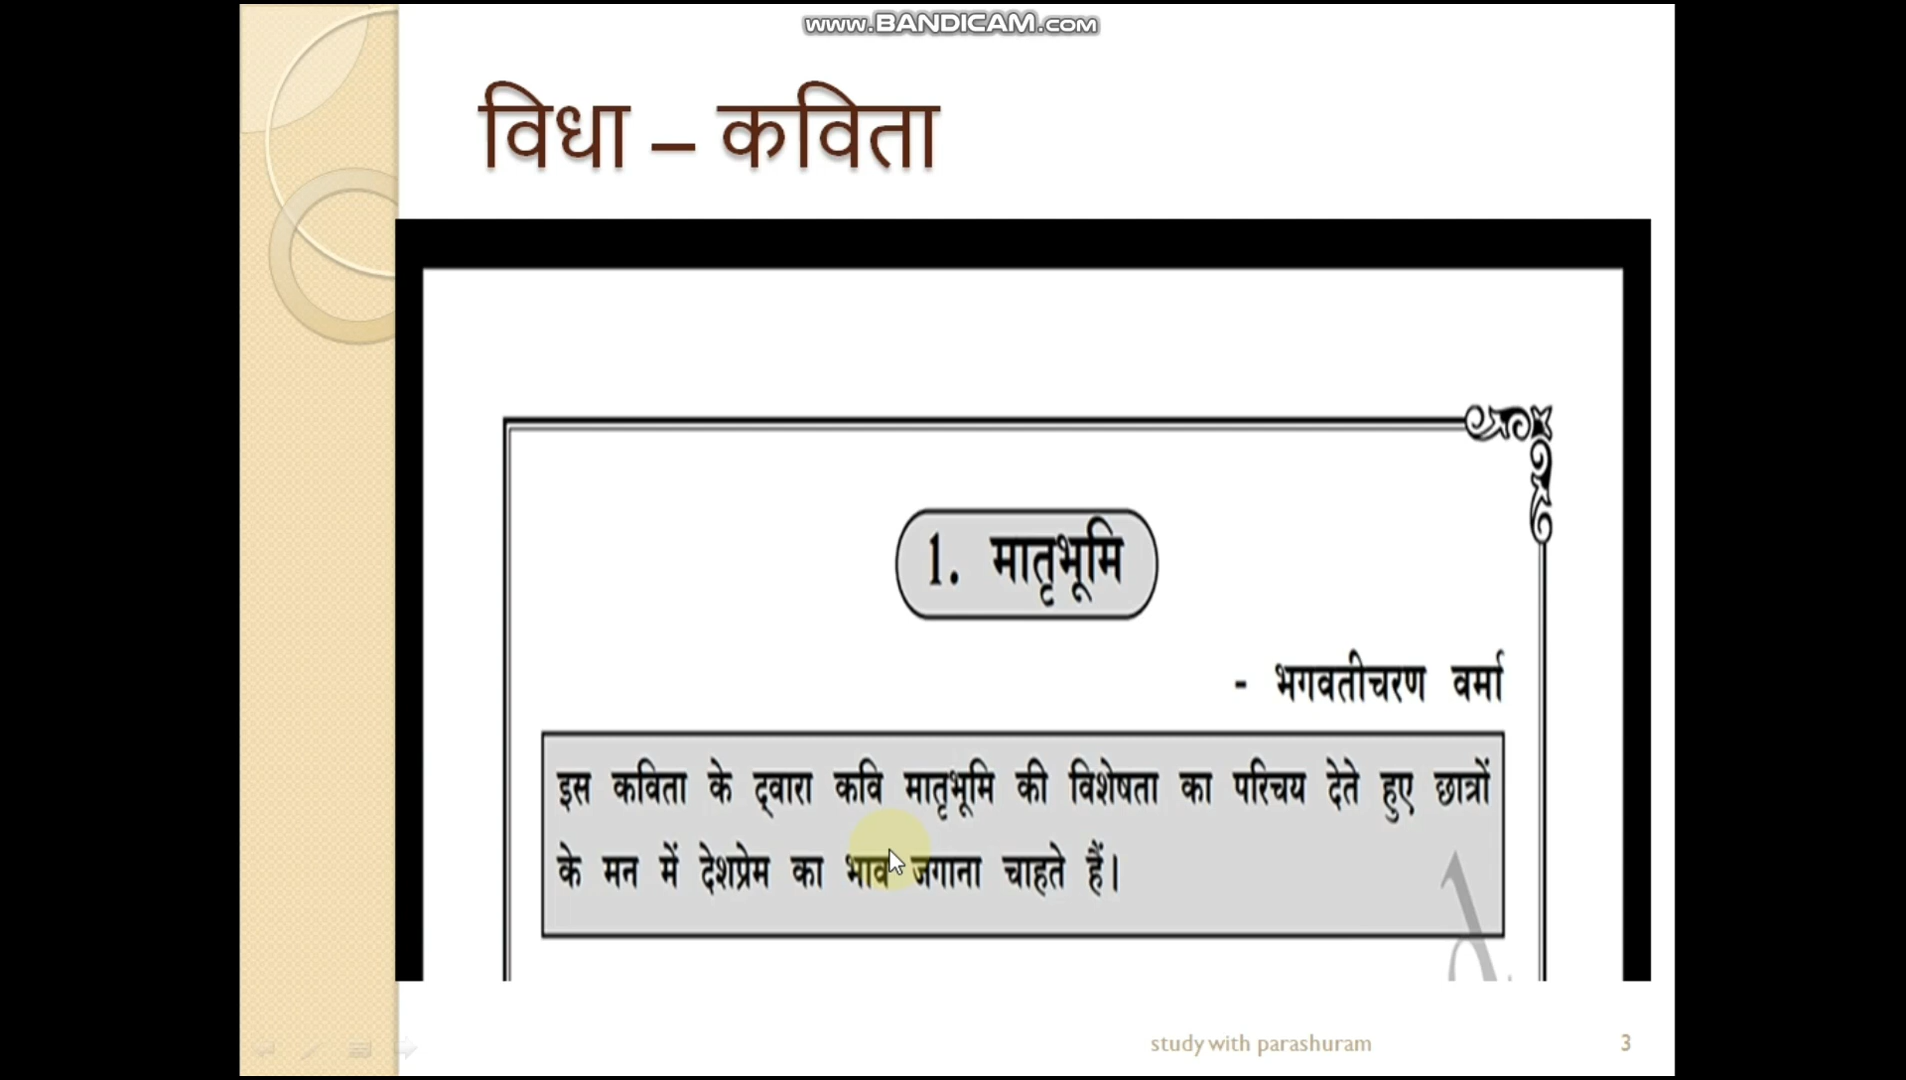 www.BANDICAM.com
विधा – कविता
1. मातृभूमि
- भगवतीचरण वर्मा
इस कविता के द्‌वारा कवि मातृभूमि की विशेषता का परिचय देते हुए छात्रों
के मन में देशप्रेम का भाव जगाना चाहते हैं।
study with parashuram
3